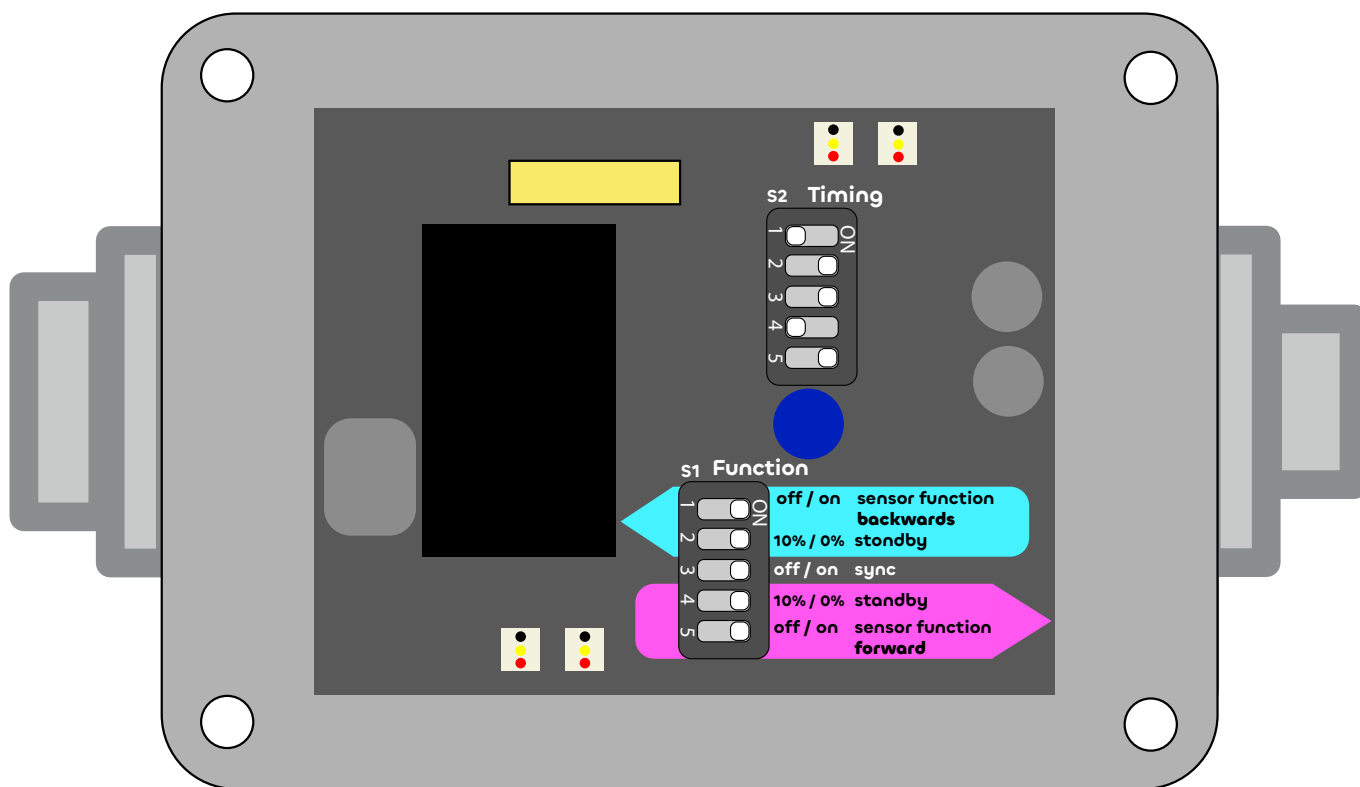 S2 Timing
1 ON
2
3
4
5
S1 Function
1 ON off / on sensor function
backwards
2 10% / 0% stondby
3 off / on sync
4 10% / 0% standby
5 off / on sensor function
forward